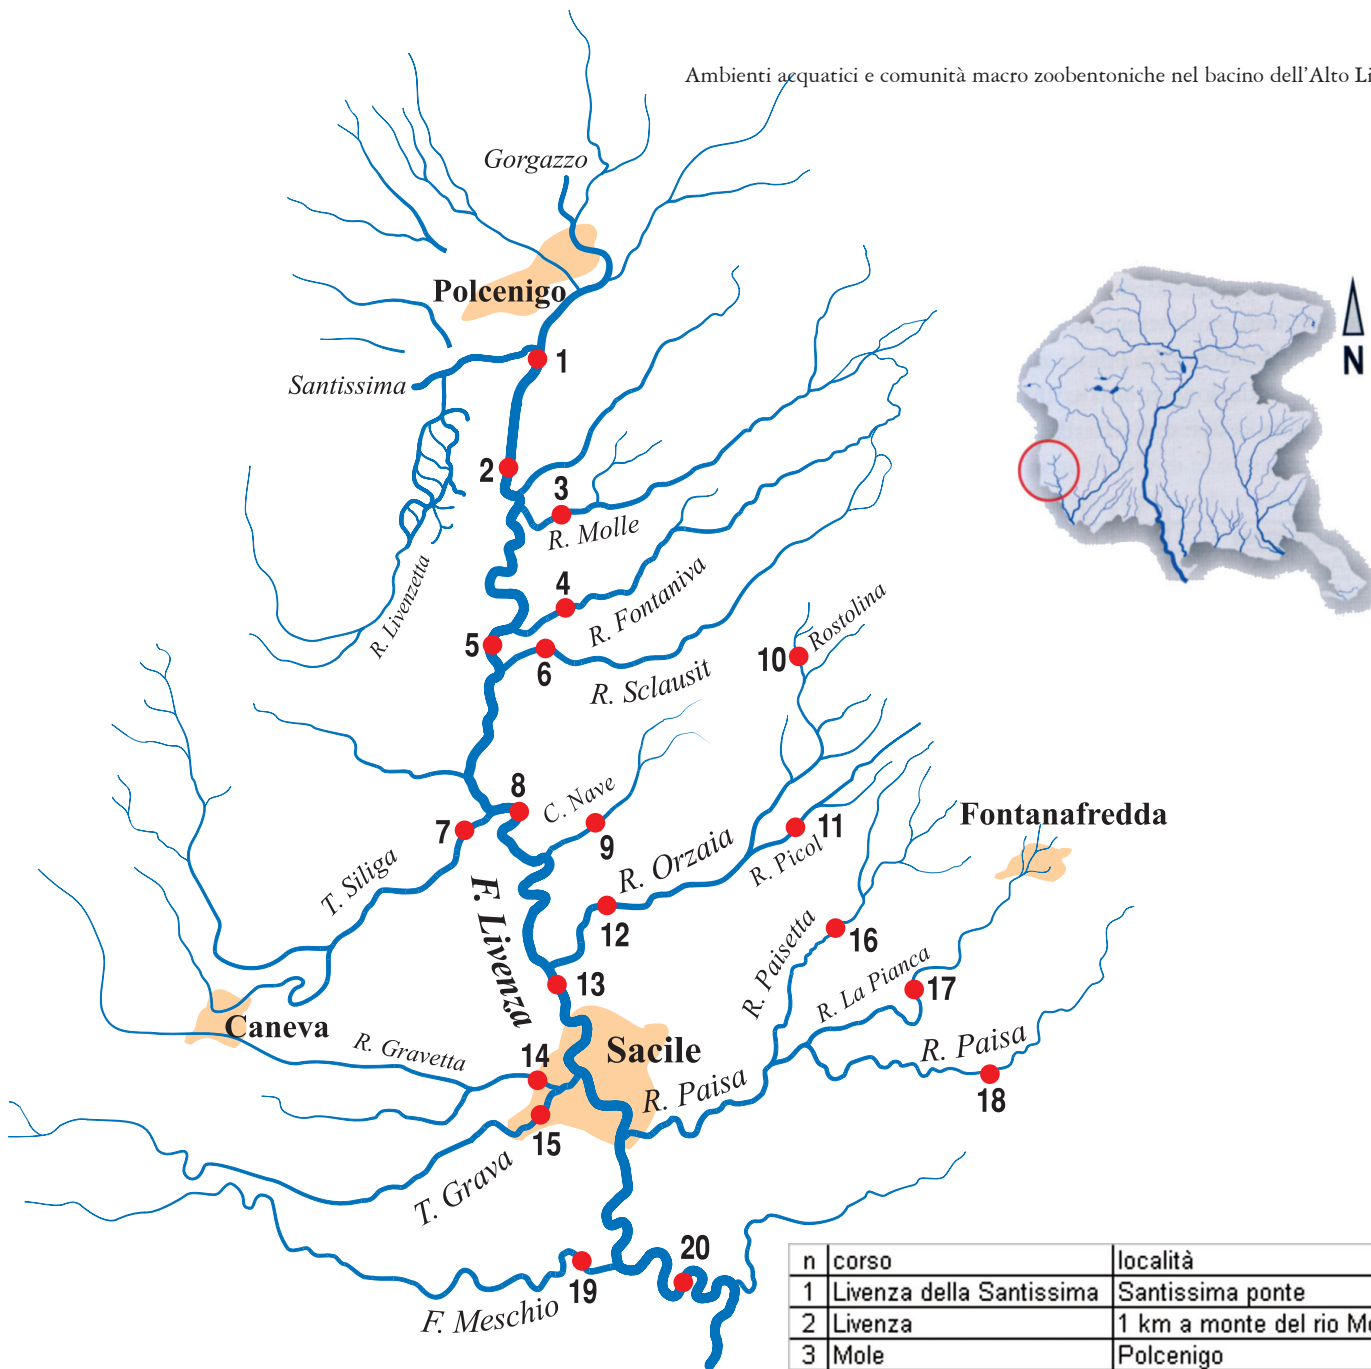 Ambienti acquatici e comunità macro zoobentoniche nel bacino dell'Alto Li
Gorgazzo
Polcenigo
Santissima
1
N
2
3
R. Molle
R. Livenzetta
4
R. Fontaniva
5
6
R. Sclausit
10
Rostolina
8
C. Nave
7
9
Fontanafredda
11
R. Picol
R. Orzaia
T. Siliga
F. Livenza
12
16
R. Paisetta
13
17
R. La Pianca
Caneva
R. Gravetta
14
Sacile
R. Paisa
R. Paisa
18
15
T. Grava
20
19
F. Meschio
n corso località
1 Livenza della Santissima Santissima ponte
2 Livenza 1 km a monte del rio
3 Mole Polcenigo